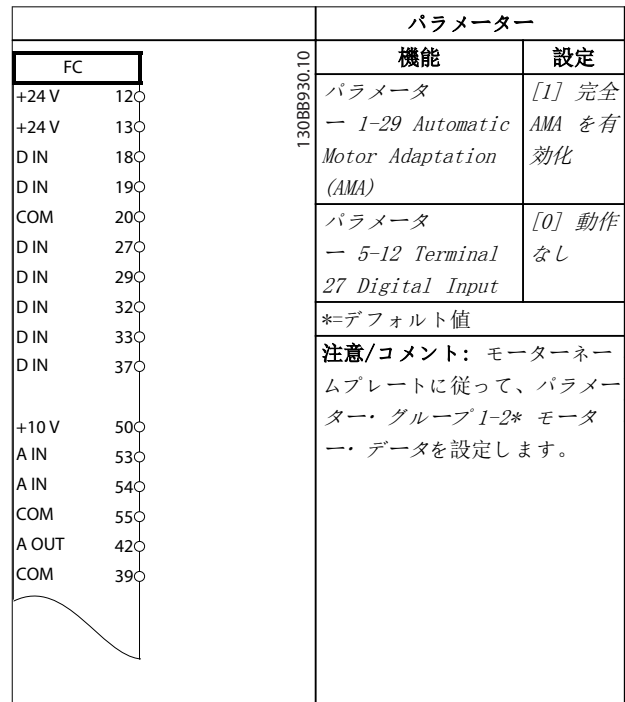 FC
+24 V 12
+24 V 13
D IN 18
D IN 19
COM 20
D IN 27
D IN 29
D IN 32
D IN 33
D IN 37
+10 V 50
A IN 53
A IN 54
COM 55
A OUT 42
COM 39
130BB930.10
パラメーター
機能 設定
パラメータ
ー 1-29 Automatic
Motor Adaptation
(AMA)
[1] 完全
AMA を有
効化
パラメータ
ー 5-12 Terminal
27 Digital Input
[0] 動作
なし
*=デフォルト値
注意/コメント: モーターネー
ムプレートに従って、パラメー
ター・グループ 1-2* モータ
ー・データを設定します。